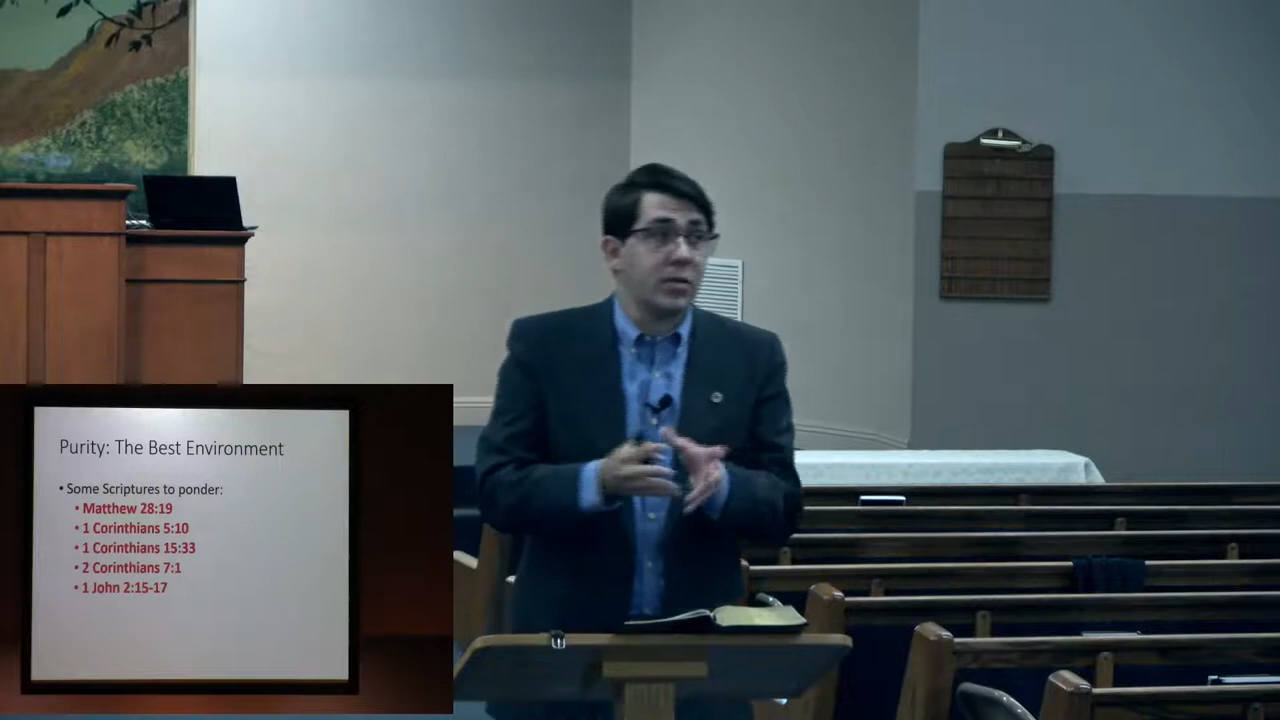 Purity: The Best Environment
• Some Scriptures to ponder:
• Matthew 28:19
• 1 Corinthians 5:10
• 1 Corinthians 15:33
• 2 Corinthians 7:1
• 1 John 2:15-17